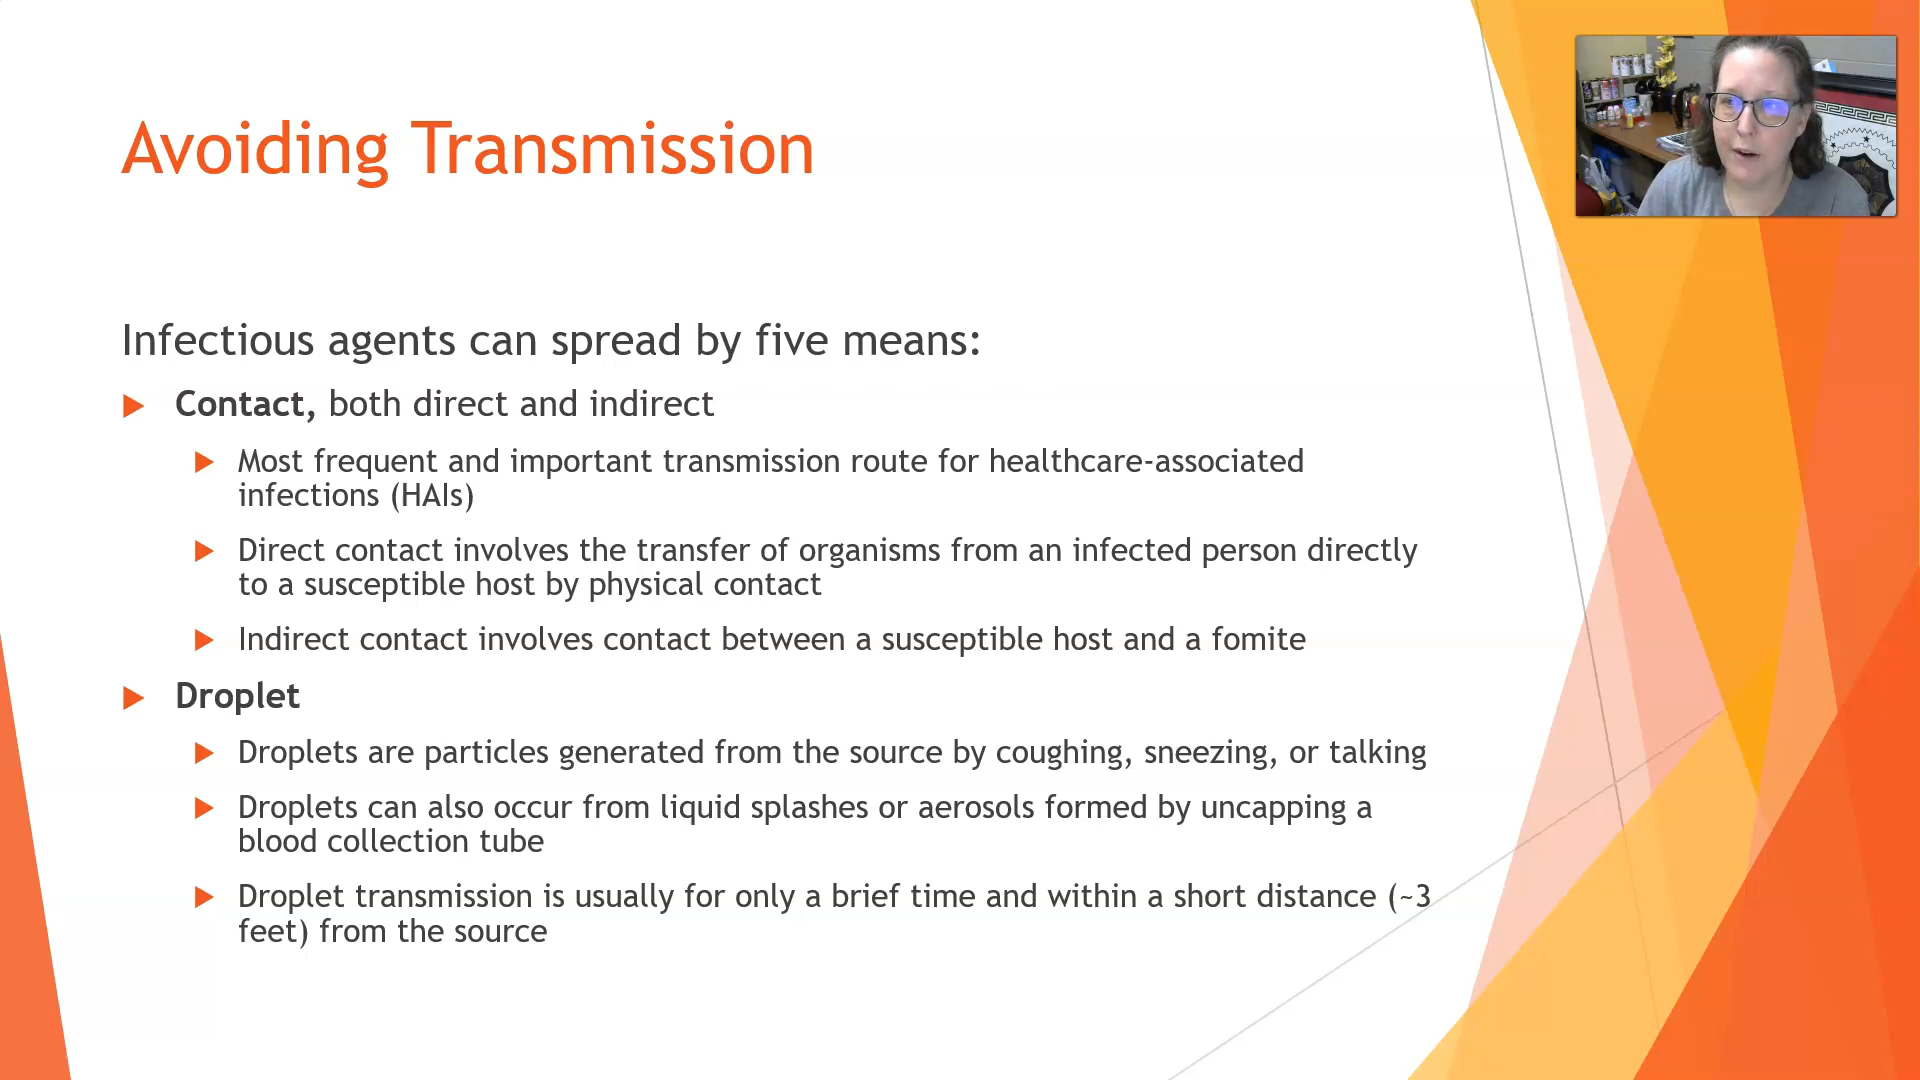 Avoiding Transmission
Infectious agents can spread by five means:
Contact, both direct and indirect
Most frequent and important transmission route for healthcare-associated
infections (HAIs)
Direct contact involves the transfer of organisms from an infected person directly
to a susceptible host by physical contact
Indirect contact involves contact between a susceptible host and a fomite
Droplet
Droplets are particles generated from the source by coughing, sneezing, or talking
Droplets can also occur from liquid splashes or aerosols formed by uncapping a
blood collection tube
Droplet transmission is usually for only a brief time and within a short distance (~3
feet) from the source